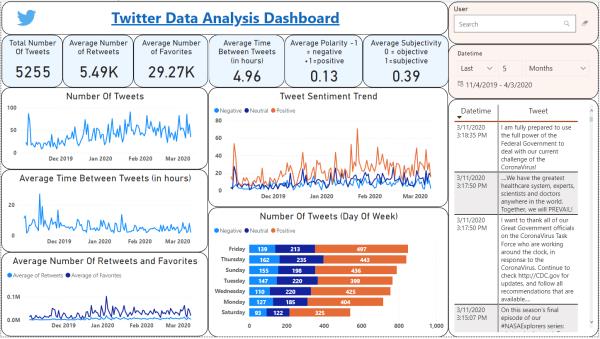 Twitter Data Analysis Dashboard
User
Search
Datetime
Last
5
Months
11/4/2019 - 4/3/2020
Total Number
Of Tweets
5255
Average Number
of Retweets
5.49K
Average Number
of Favorites
29.27K
Average Time
Between Tweets
(in hours)
4.96
Average Polarity -1
= negative
+1=positive
0.13
Average Subjectivity
0 = objective
1=subjective
0.39
Number Of Tweets
100
50
0
Dec 2019
Jan 2020
Feb 2020
Mar 2020
Average Time Between Tweets (in hours)
20
0
Dec 2019
Jan 2020
Feb 2020
Mar 2020
Average Number Of Retweets and Favorites
Average of Retweets
Average of Favorites
0.1M
0.0M
Dec 2019
Jan 2020
Feb 2020
Mar 2020
Tweet Sentiment Trend
Negative
Neutral
Positive
80
60
40
20
0
Dec 2019
Jan 2020
Feb 2020
Mar 2020
Number Of Tweets (Day Of Week)
Negative
Neutral
Positive
Friday 139 213 497
Thursday 162 235 443
Sunday 155 198 436
Tuesday 147 220 398
Wednesday 110 220 425
Monday 127 185 404
Saturday 93 122 325
0 200 400 600 800 1,000
Datetime Tweet
3/11/2020
3:18:35 PM
I am fully prepared to use
the full power of the
Federal Government to
deal with our current
challenge of the
CoronaVirus!
3/11/2020
3:17:50 PM
...We have the greatest
healthcare system, experts,
scientists and doctors
anywhere in the world.
Together, we will PREVAIL!
3/11/2020
3:17:50 PM
I want to thank all of our
Great Government officials
on the CoronaVirus Task
Force who are working
around the clock, in
response to the
CoronaVirus. Continue to
check http://CDC.gov for
updates, and follow all
recommendations that are
available...
3/11/2020
3:15:07 PM
On this season's final
episode of our
#NASAExplorers series: